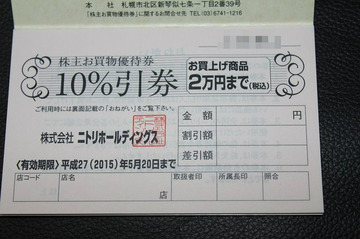 本 社 札幌市北区新琴似七条一丁目2番39号
「株主お買物優待券」に関するお問合せ先 TEL(03)6741-1216
株主お買物優待券
10%引券
お買上げ商品
2万円まで(税込)
ご利用時には裏面記載の「おねがい」をご覧下さい。
株式会社 ニトリホールディングス
〈有効期限〉平成27(2015)年5月20日まで
金 額 円
割引額
差引額
店コード 店名 取扱者印 所属長印 照合
店